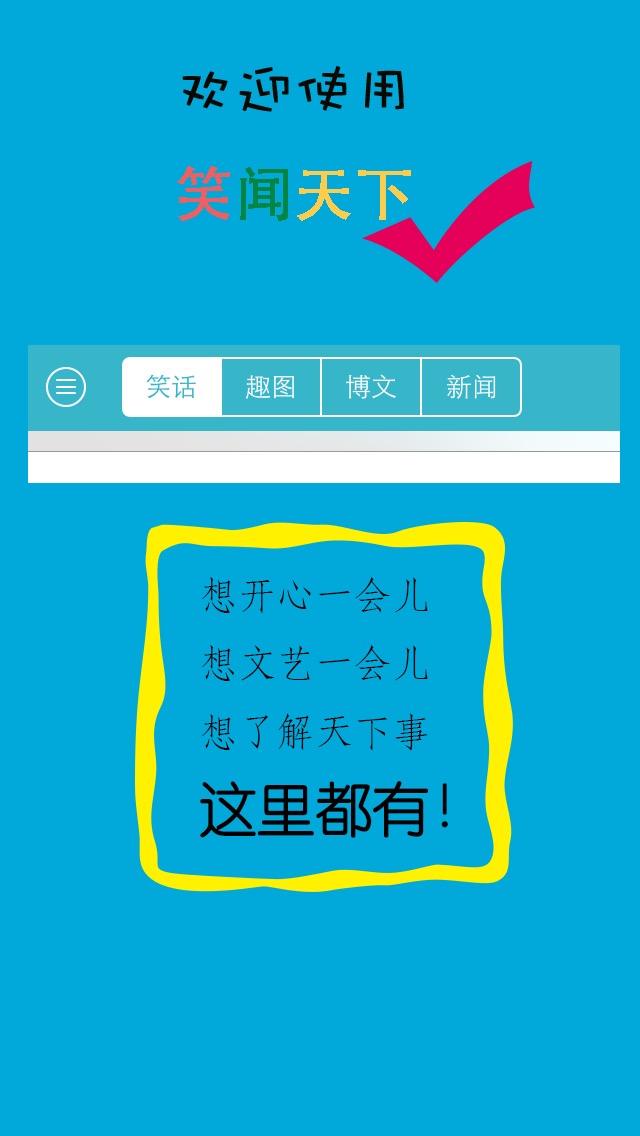 欢迎使用
笑闻天下
笑话 趣图 博文 新闻
想开心一会儿
想文艺一会儿
想了解天下事
这里都有!